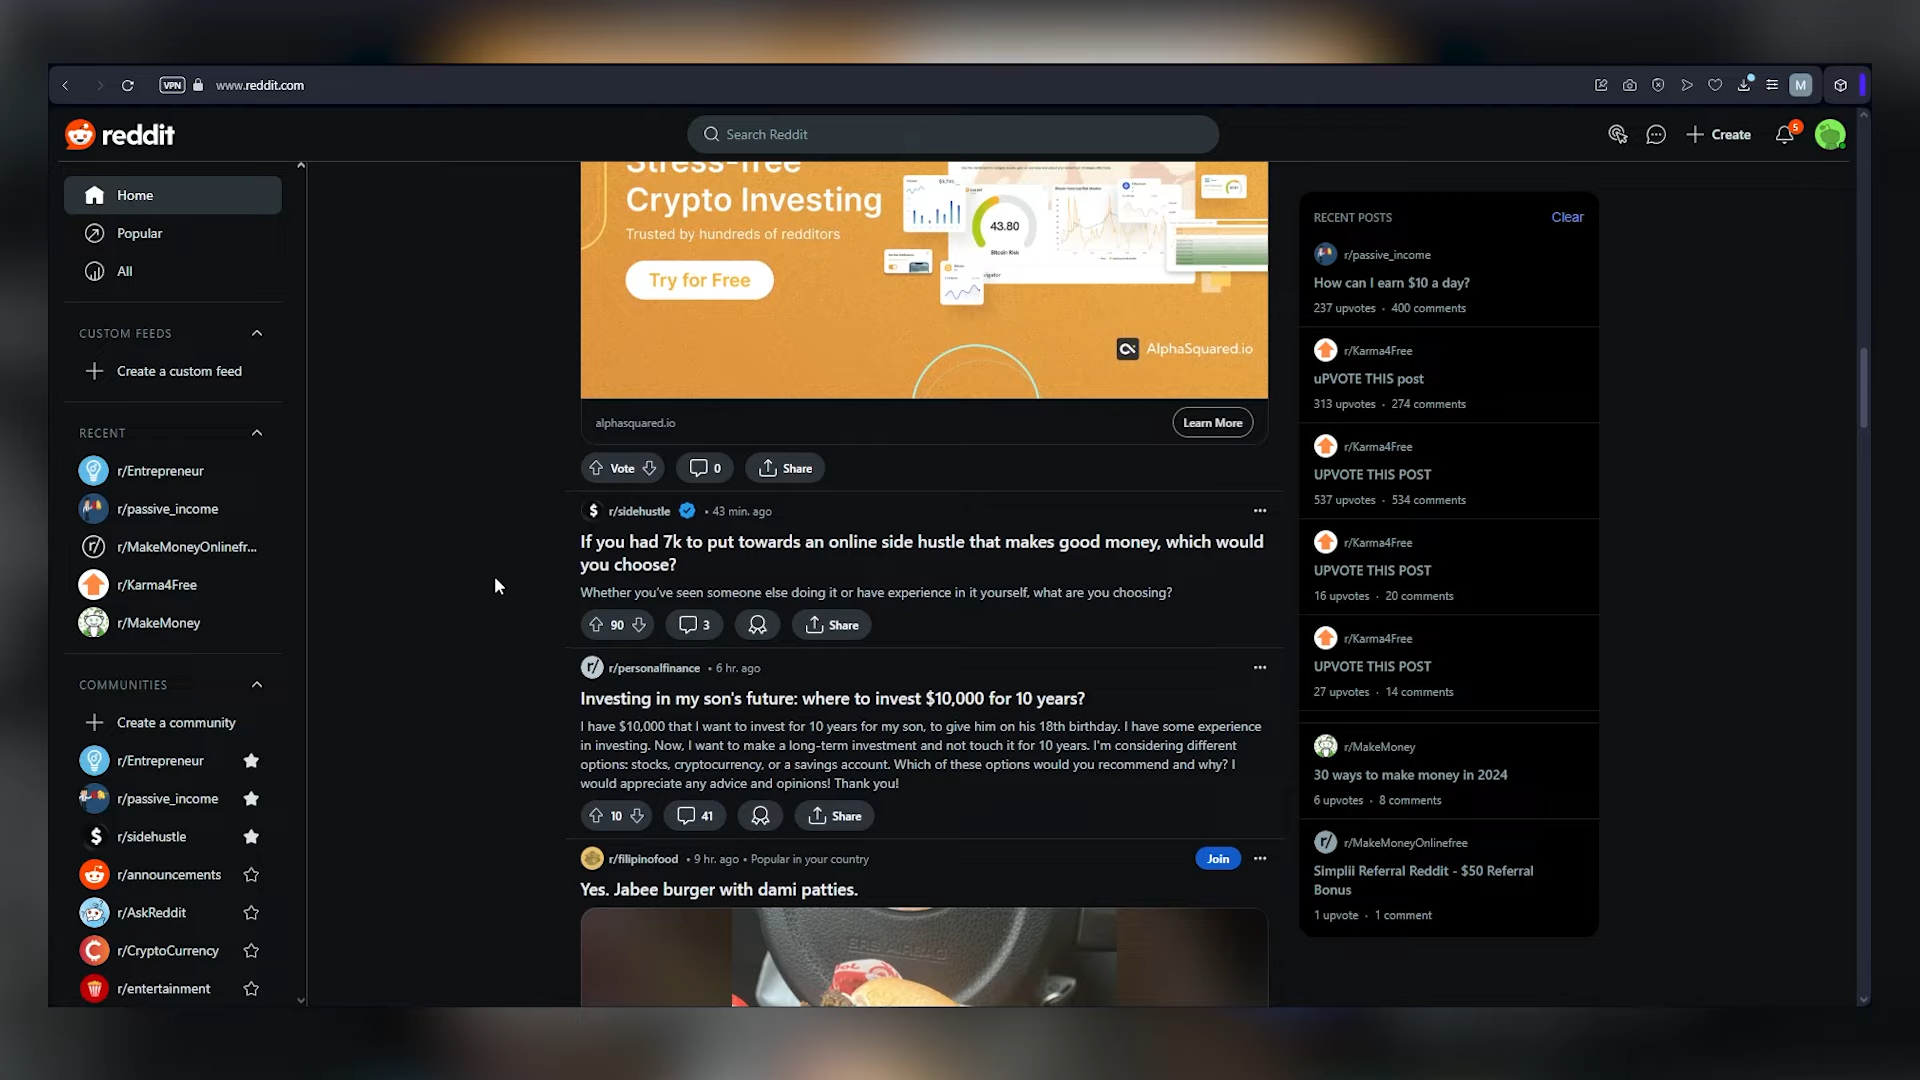 VPN
www.reddit.com
M
reddit
Search Reddit
Create
5
Home
Popular
All
CUSTOM FEEDS
Create a custom feed
RECENT
r/Entrepreneur
r/passive_income
r/MakeMoneyOnlinefr...
r/Karma4Free
r/MakeMoney
COMMUNITIES
Create a community
r/Entrepreneur
r/passive_income
r/sidehustle
r/announcements
r/AskReddit
r/CryptoCurrency
r/entertainment
Stress-free
Crypto Investing
Trusted by hundreds of redditors
Try for Free
43.80
Bitcoin Risk
AlphaSquared.io
alphasquared.io
Learn More
Vote
0
Share
r/sidehustle • 43 min. ago
If you had 7k to put towards an online side hustle that makes good money, which would
you choose?
Whether you've seen someone else doing it or have experience in it yourself, what are you choosing?
90
3
Share
r/personalfinance • 6 hr. ago
Investing in my son's future: where to invest $10,000 for 10 years?
I have $10,000 that I want to invest for 10 years for my son, to give him on his 18th birthday. I have some experience
in investing. Now, I want to make a long-term investment and not touch it for 10 years. I'm considering different
options: stocks, cryptocurrency, or a savings account. Which of these options would you recommend and why? I
would appreciate any advice and opinions! Thank you!
10
41
Share
r/filipinofood • 9 hr. ago • Popular in your country
Join
Yes. Jabee burger with dami patties.
SRS AIRBAG
RECENT POSTS
Clear
r/passive_income
How can I earn $10 a day?
237 upvotes · 400 comments
r/Karma4Free
uPVOTE THIS post
313 upvotes · 274 comments
r/Karma4Free
UPVOTE THIS POST
537 upvotes · 534 comments
r/Karma4Free
UPVOTE THIS POST
16 upvotes · 20 comments
r/Karma4Free
UPVOTE THIS POST
27 upvotes · 14 comments
r/MakeMoney
30 ways to make money in 2024
6 upvotes · 8 comments
r/MakeMoneyOnlinefree
Simplii Referral Reddit - $50 Referral
Bonus
1 upvote · 1 comment